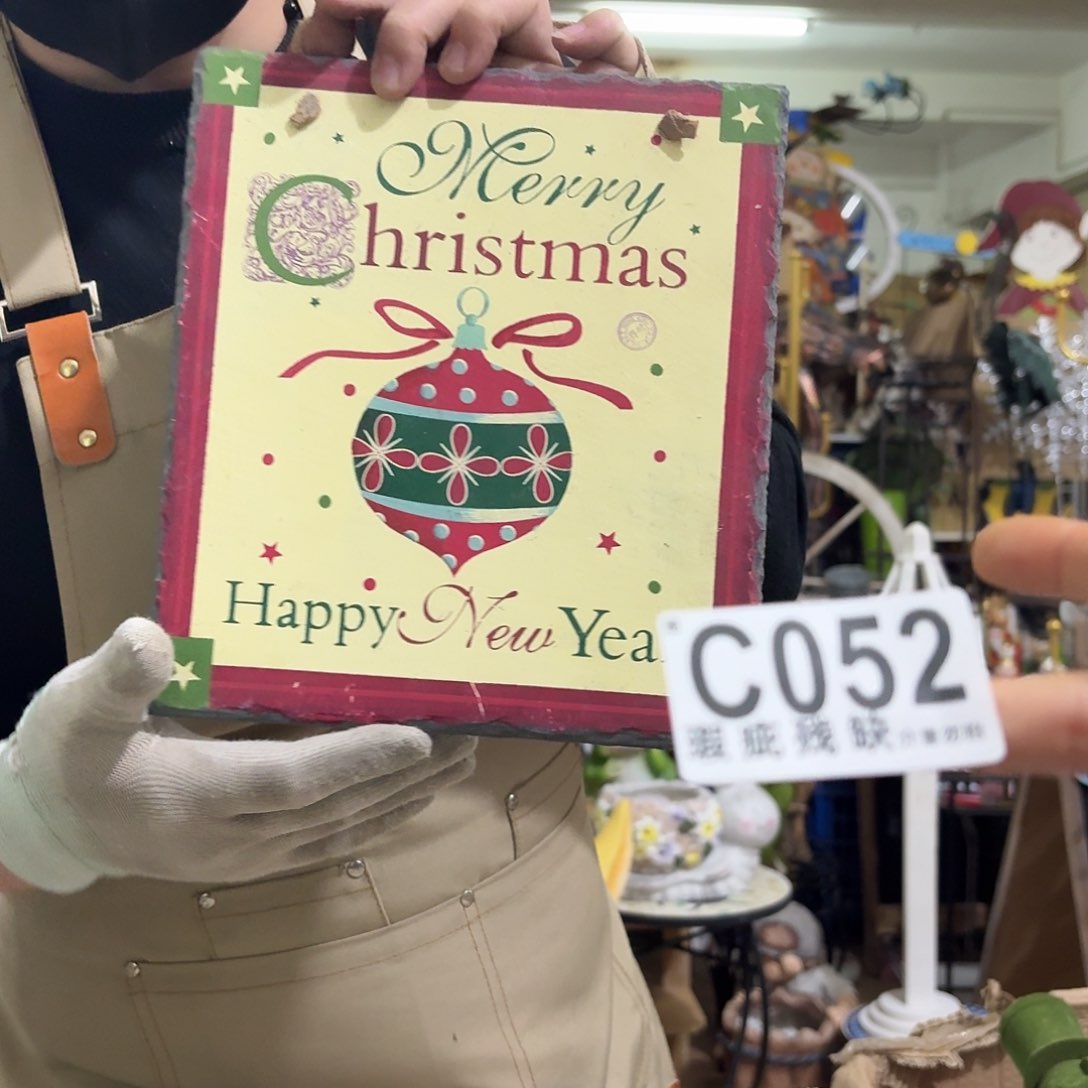 Merry
Christmas
Happy New Yea
C052
瑕疵殘缺